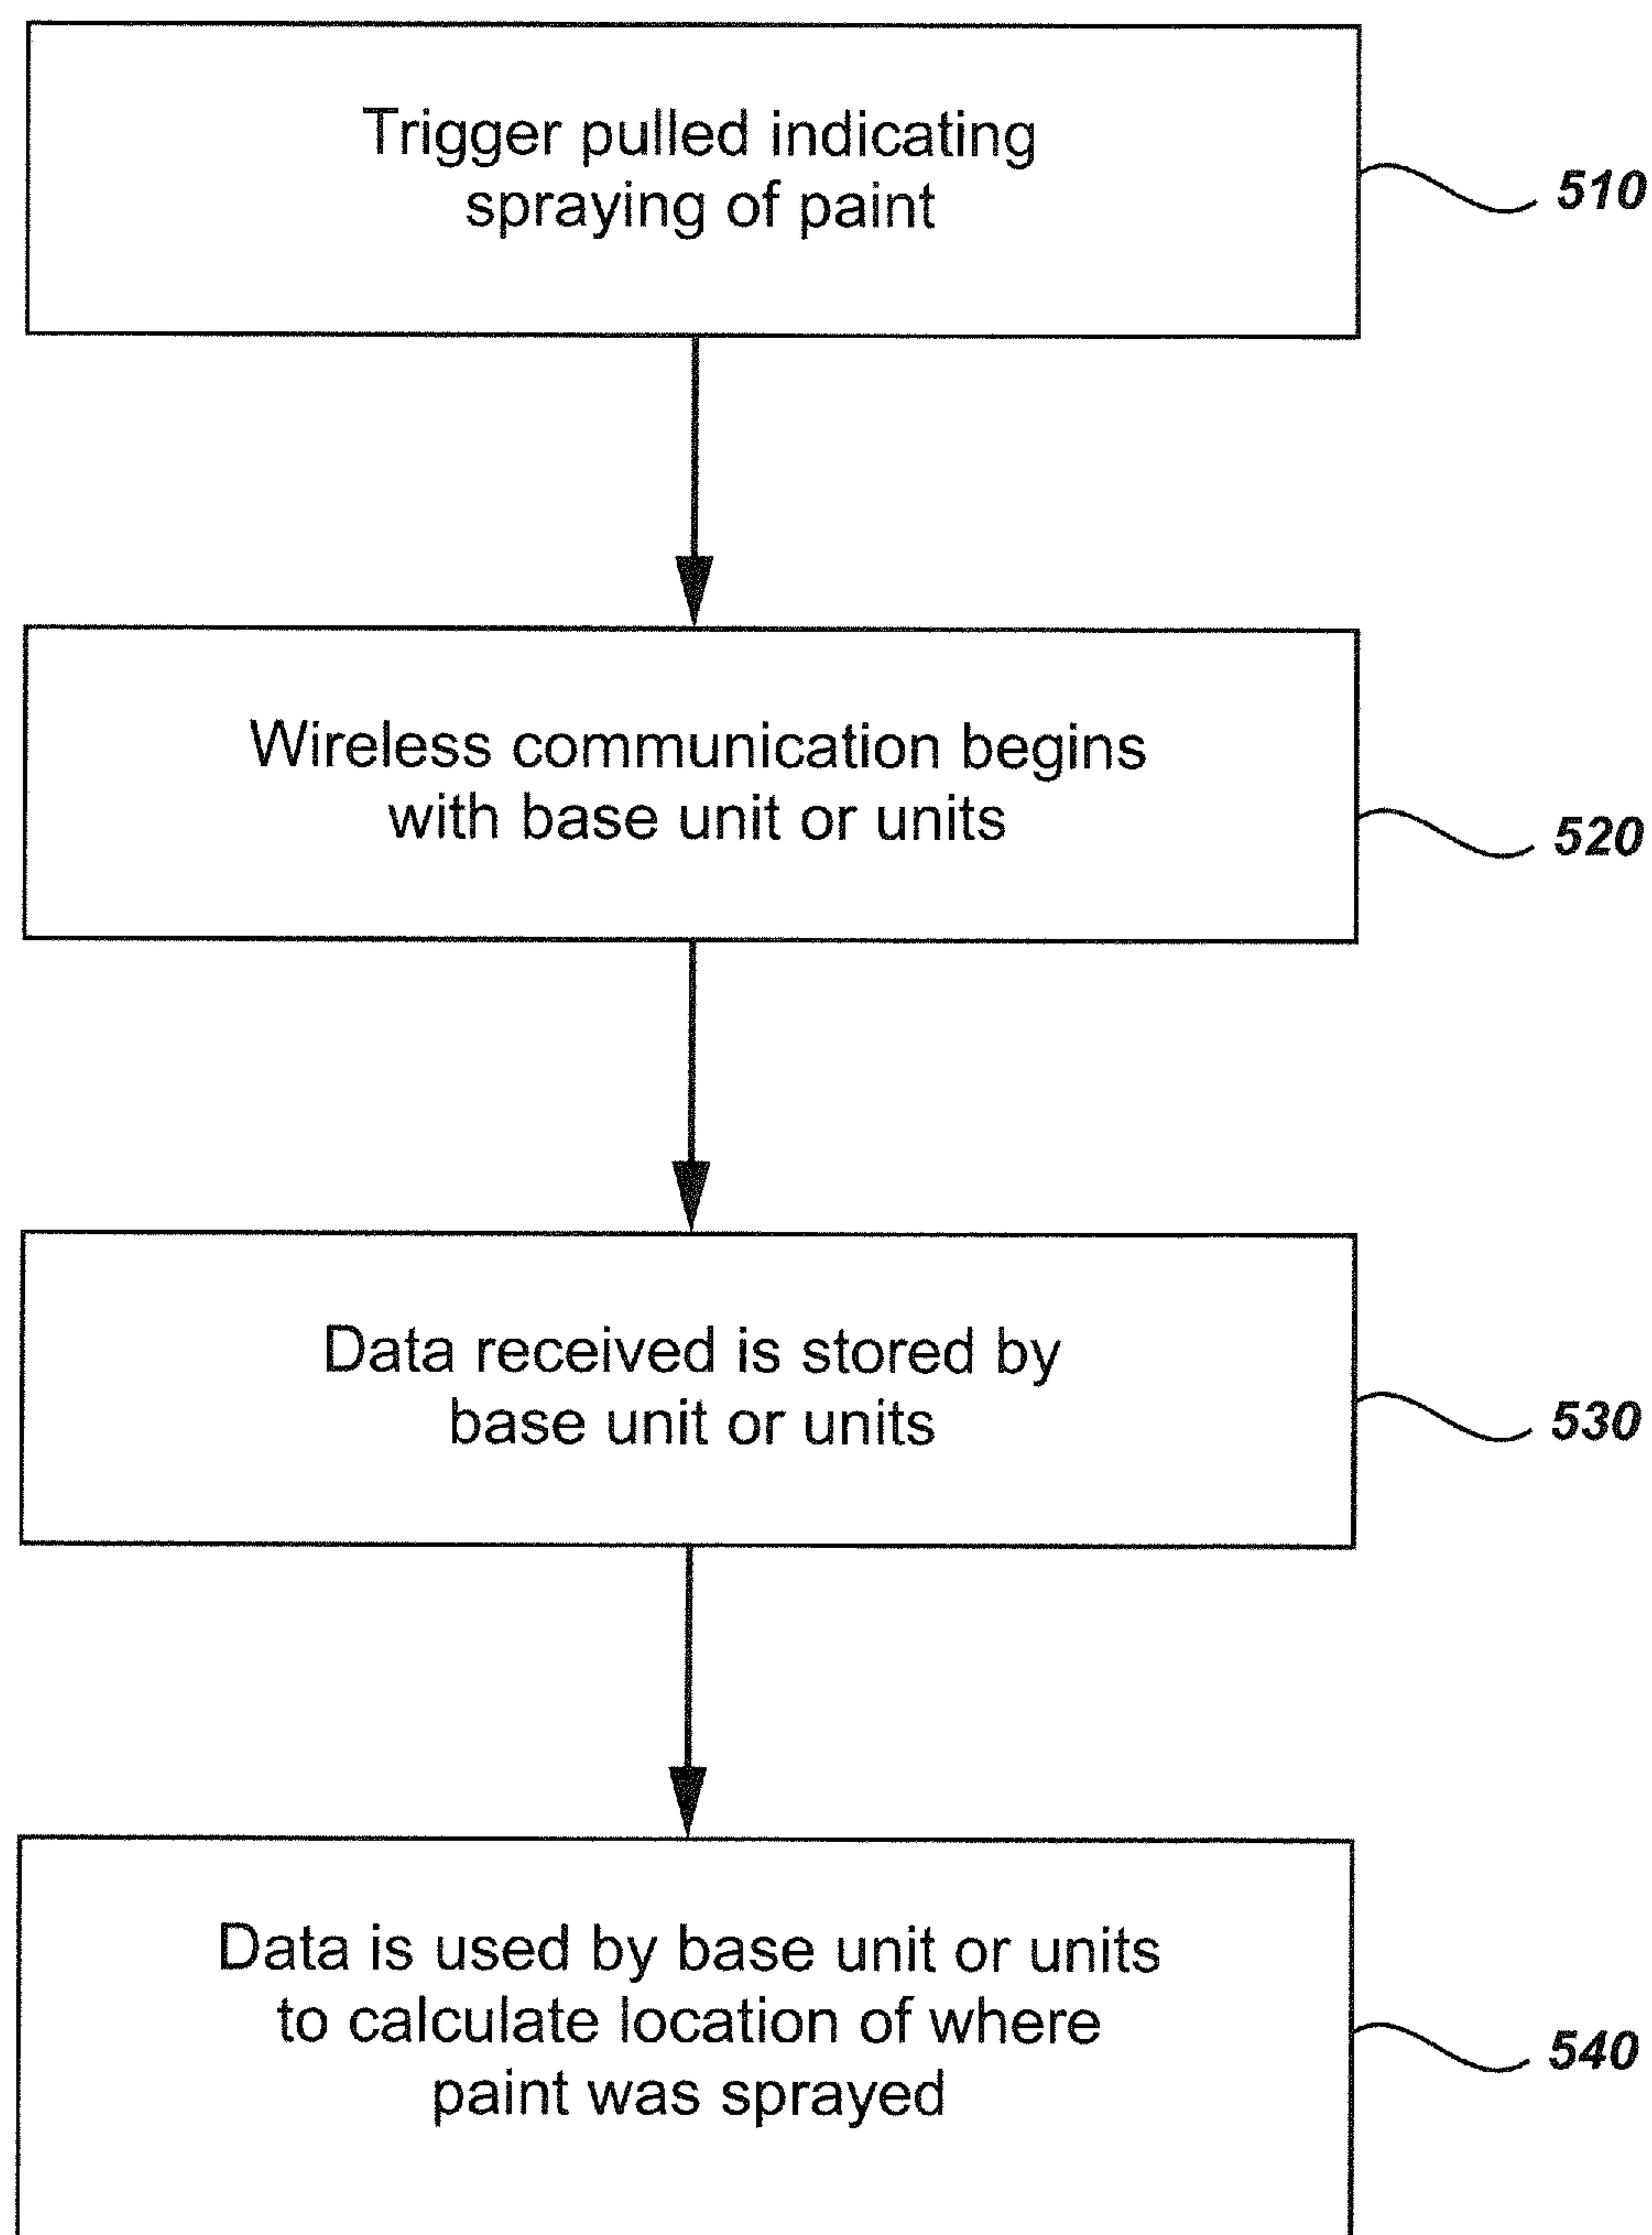 Trigger pulled indicating
spraying of paint
510
Wireless communication begins
with base unit or units
520
Data received is stored by
base unit or units
530
Data is used by base unit or units
to calculate location of where
paint was sprayed
540